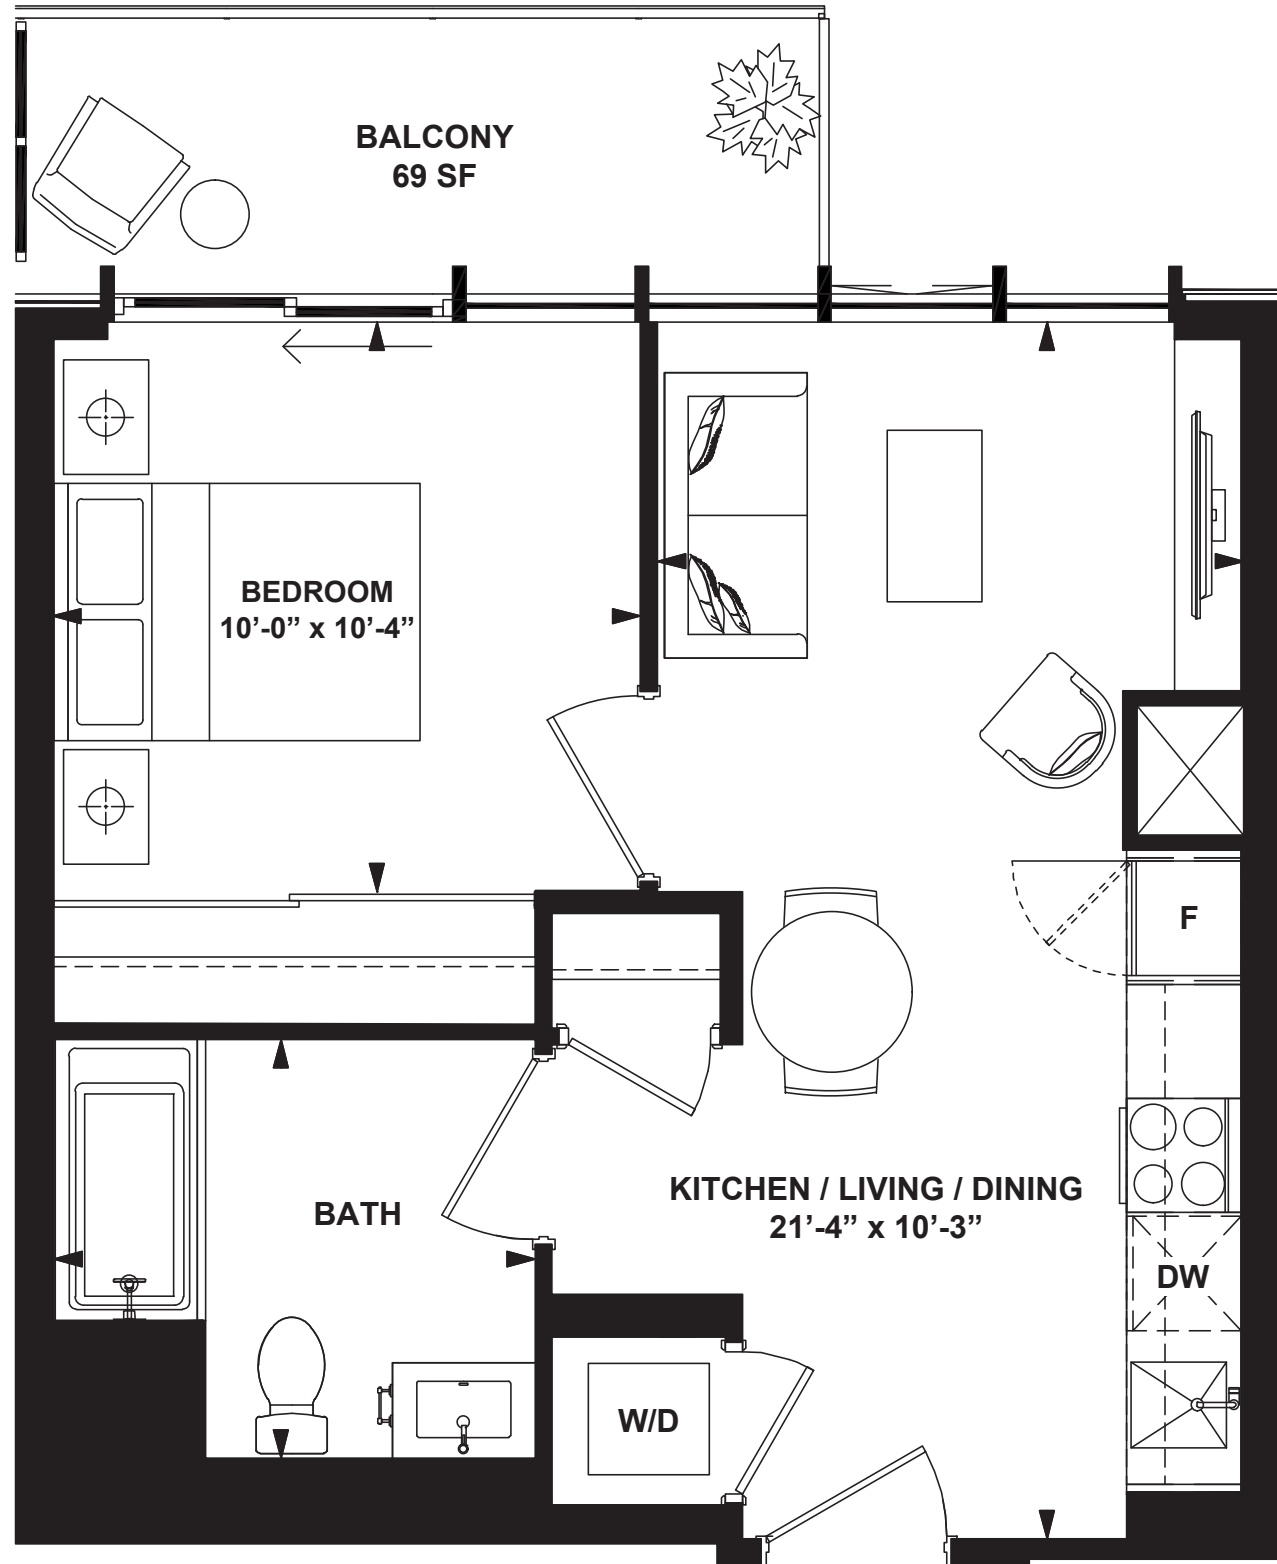 BALCONY
69 SF
BEDROOM
10’-0” x 10’-4”
F
KITCHEN / LIVING / DINING
21’-4” x 10’-3”
BATH
DW
W/D